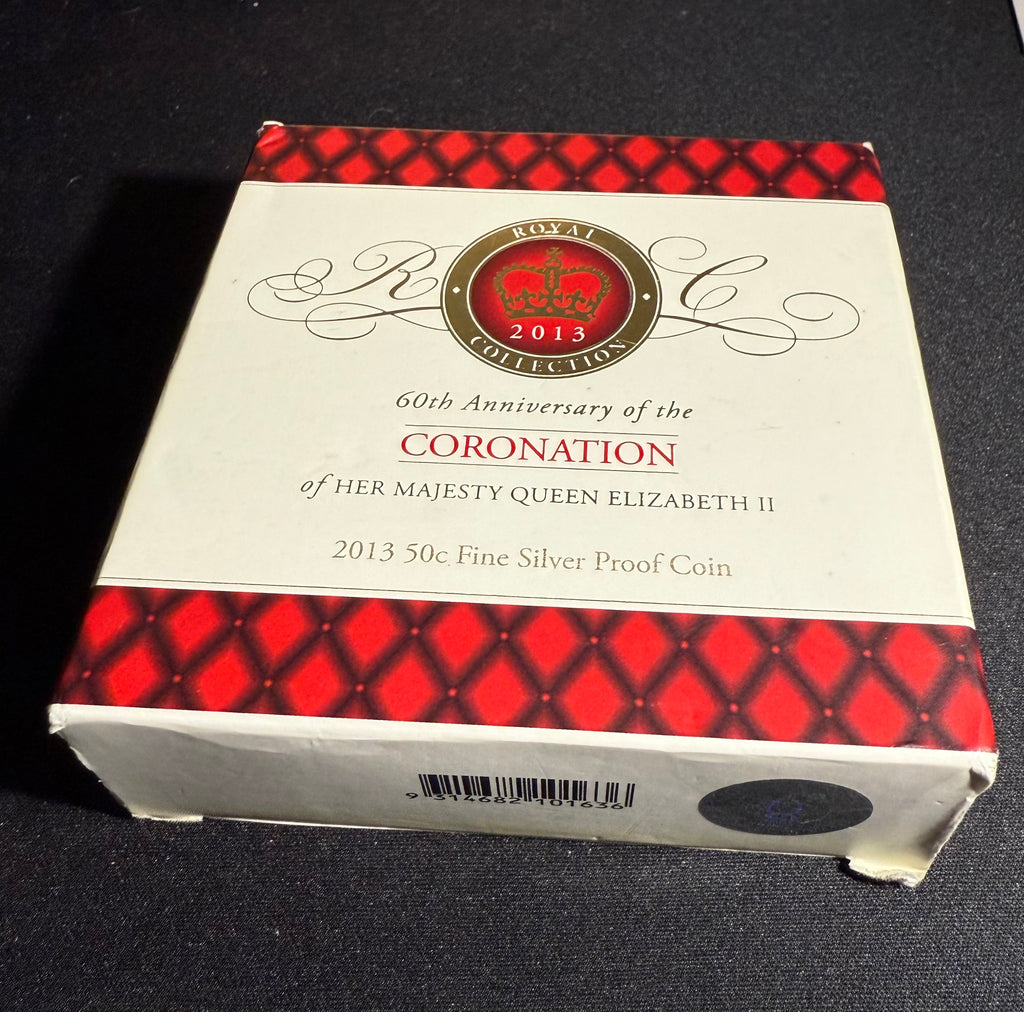 ROYAL
R C
2013
COLLECTION
60th Anniversary of the
CORONATION
of HER MAJESTY QUEEN ELIZABETH II
2013 50c Fine Silver Proof Coin
9 314682 101636